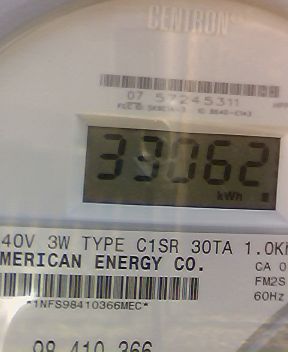 CENTRON
07 57245311
33062
kWh
40V 3W TYPE C1SR 30TA 1.0K
MERICAN ENERGY CO.
CA 0
FM2S
60Hz
*1NFS98410366MEC*
98 410 366